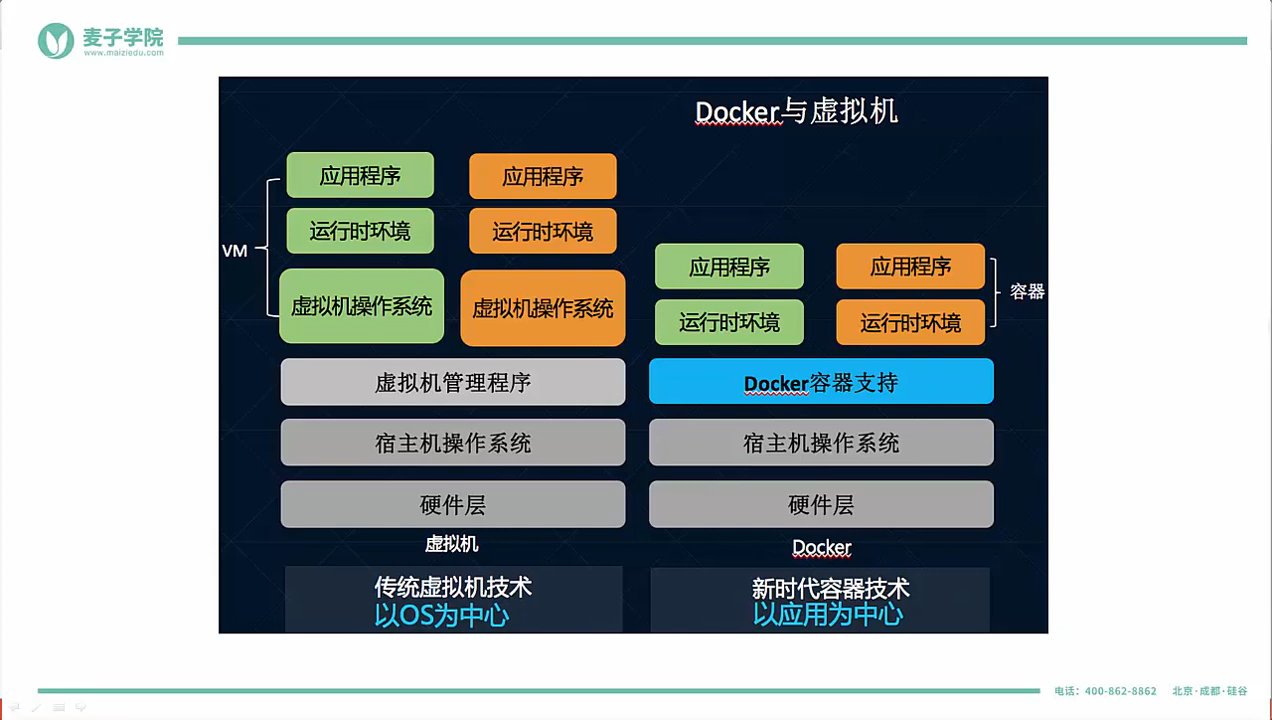 麦子学院
www.maiziedu.com
Docker与虚拟机
应用程序
应用程序
运行时环境
运行时环境
VM
虚拟机操作系统
虚拟机操作系统
应用程序
应用程序
容器
运行时环境
运行时环境
虚拟机管理程序
Docker容器支持
宿主机操作系统
宿主机操作系统
硬件层
硬件层
虚拟机
Docker
传统虚拟机技术
以OS为中心
新时代容器技术
以应用为中心
电话：400-862-8862 北京·成都·硅谷